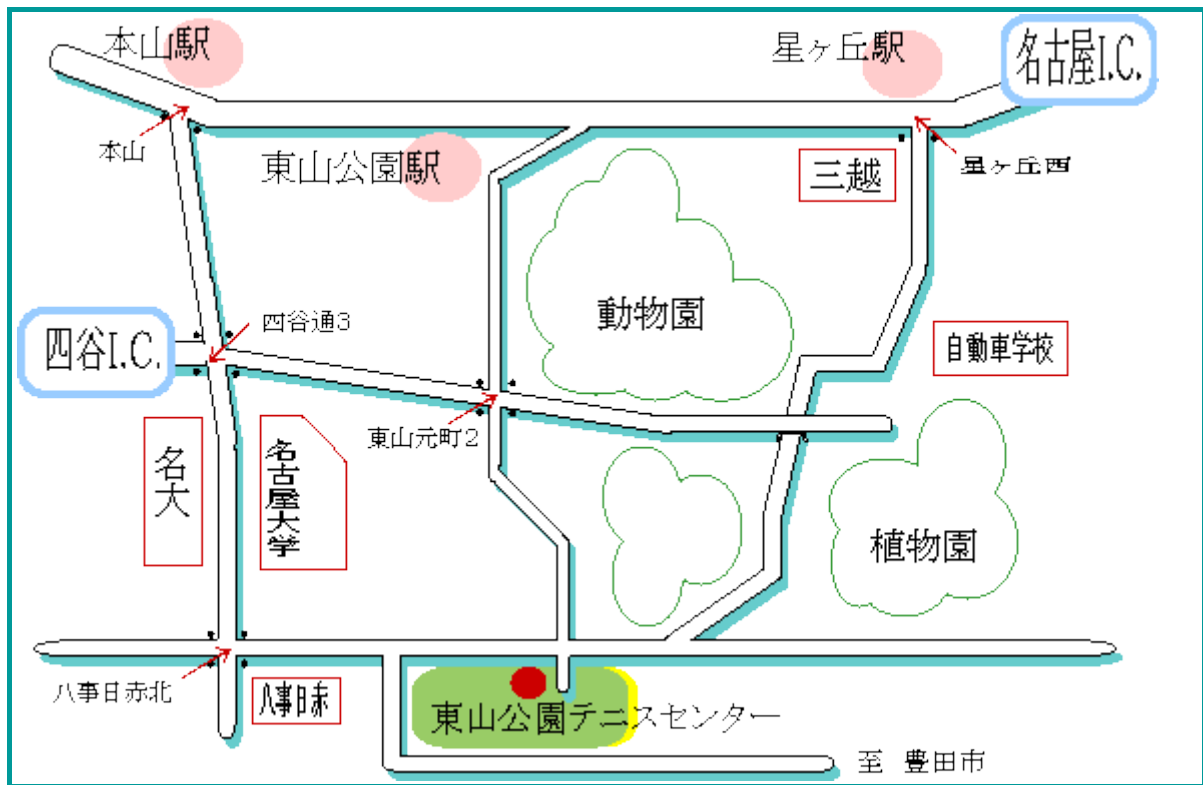 本山駅
星ヶ丘駅
名古屋I.C.
本山
東山公園駅
三越
星ヶ丘西
四谷I.C.
四谷通3
動物園
自動車学校
東山元町2
名大
名古屋大学
植物園
八事日赤北
八事日赤
東山公園テニスセンター
至 豊田市